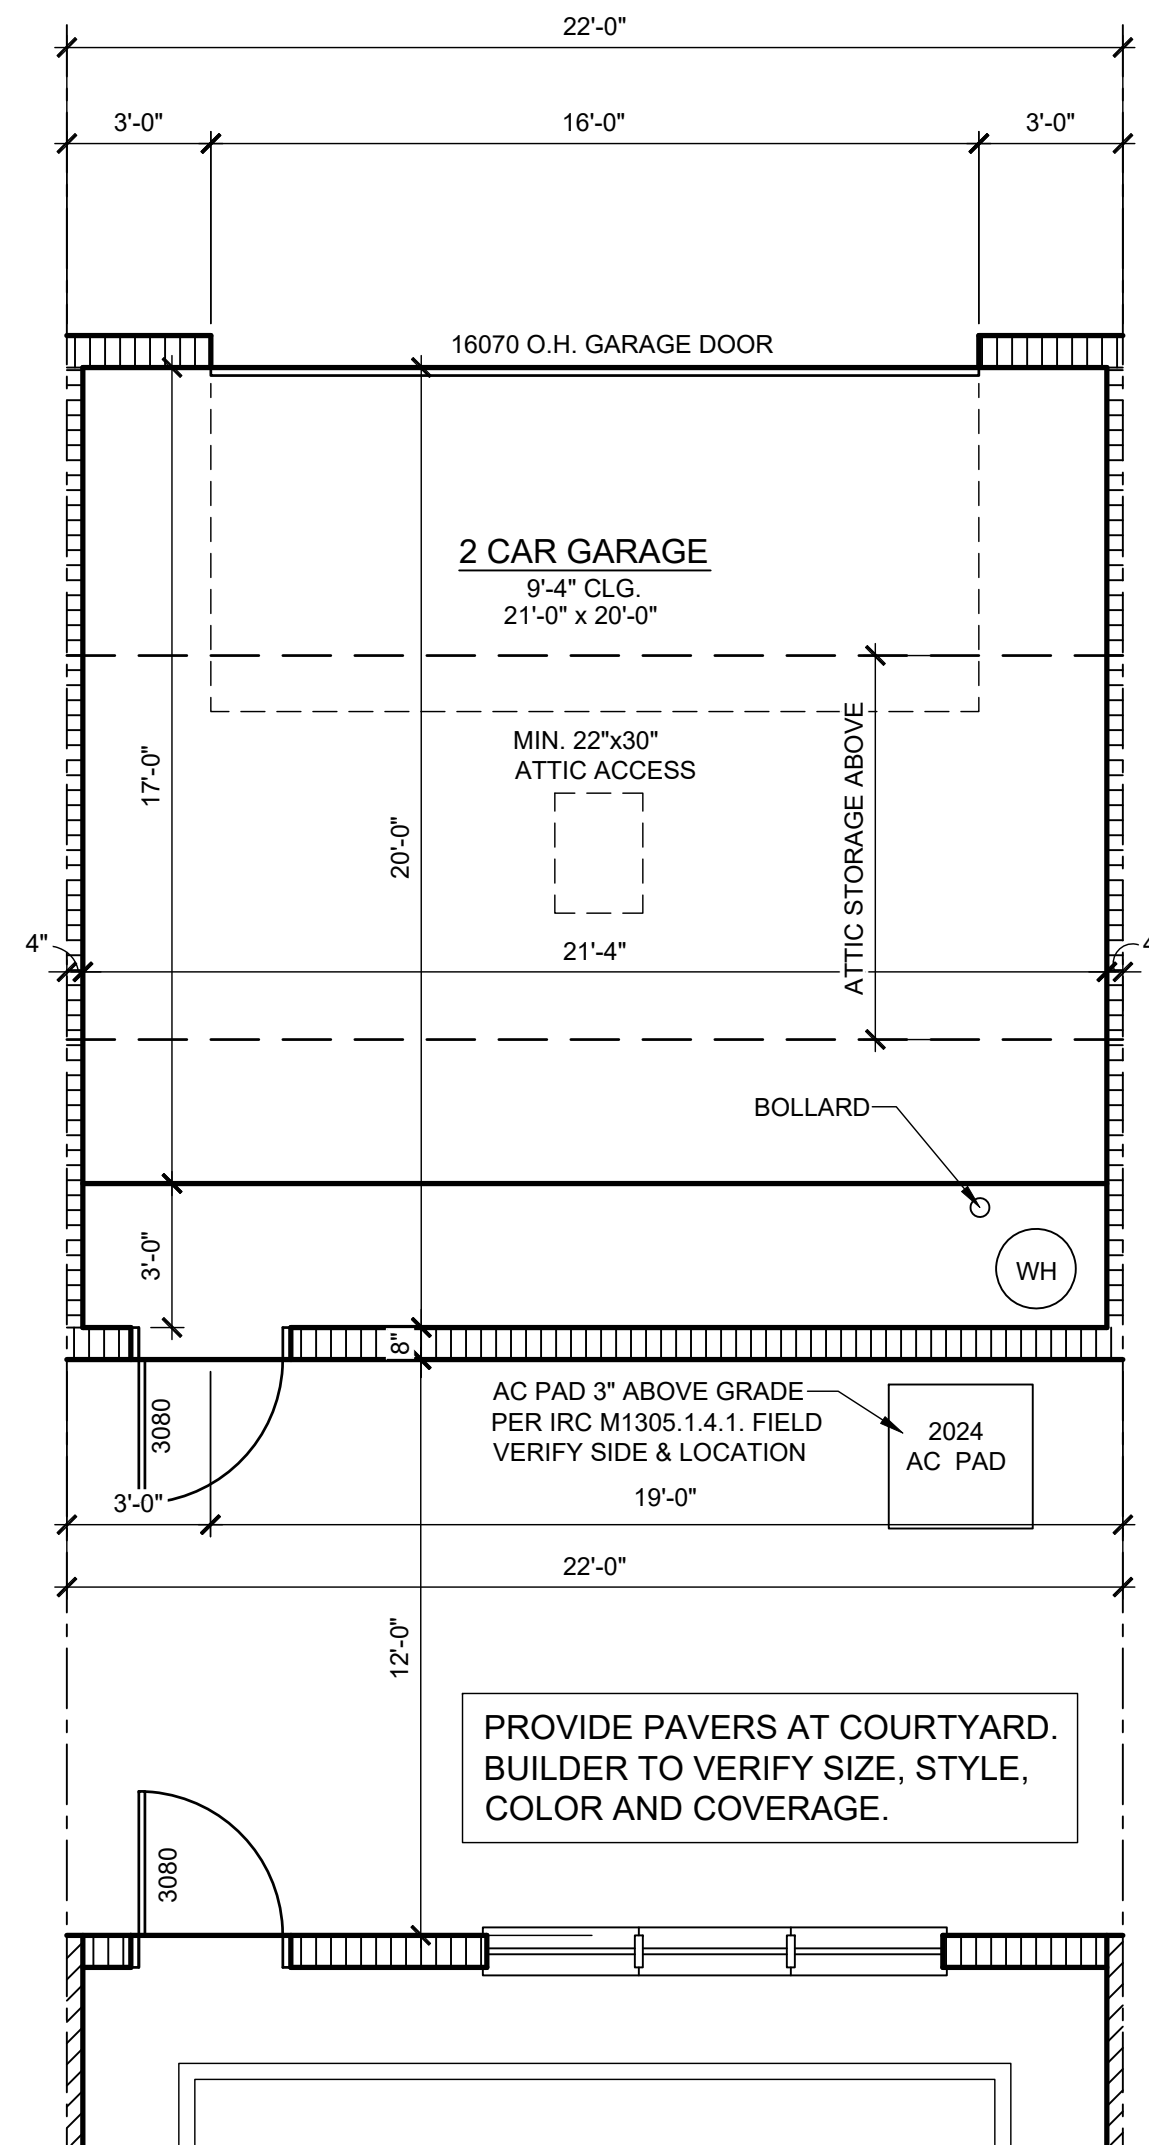 22'-0"
3'-0"
16'-0"
3'-0"
16070 O.H. GARAGE DOOR
2 CAR GARAGE
9'-4" CLG.
21'-0" x 20'-0"
MIN. 22"x30"
ATTIC ACCESS
17'-0"
20'-0"
ATTIC STORAGE ABOVE
4"
21'-4"
4
BOLLARD
3'-0"
WH
8"
AC PAD 3" ABOVE GRADE
PER IRC M1305.1.4.1. FIELD
VERIFY SIDE & LOCATION
2024
AC PAD
3080
3'-0"
19'-0"
22'-0"
12'-0"
PROVIDE PAVERS AT COURTYARD.
BUILDER TO VERIFY SIZE, STYLE,
COLOR AND COVERAGE.
3080